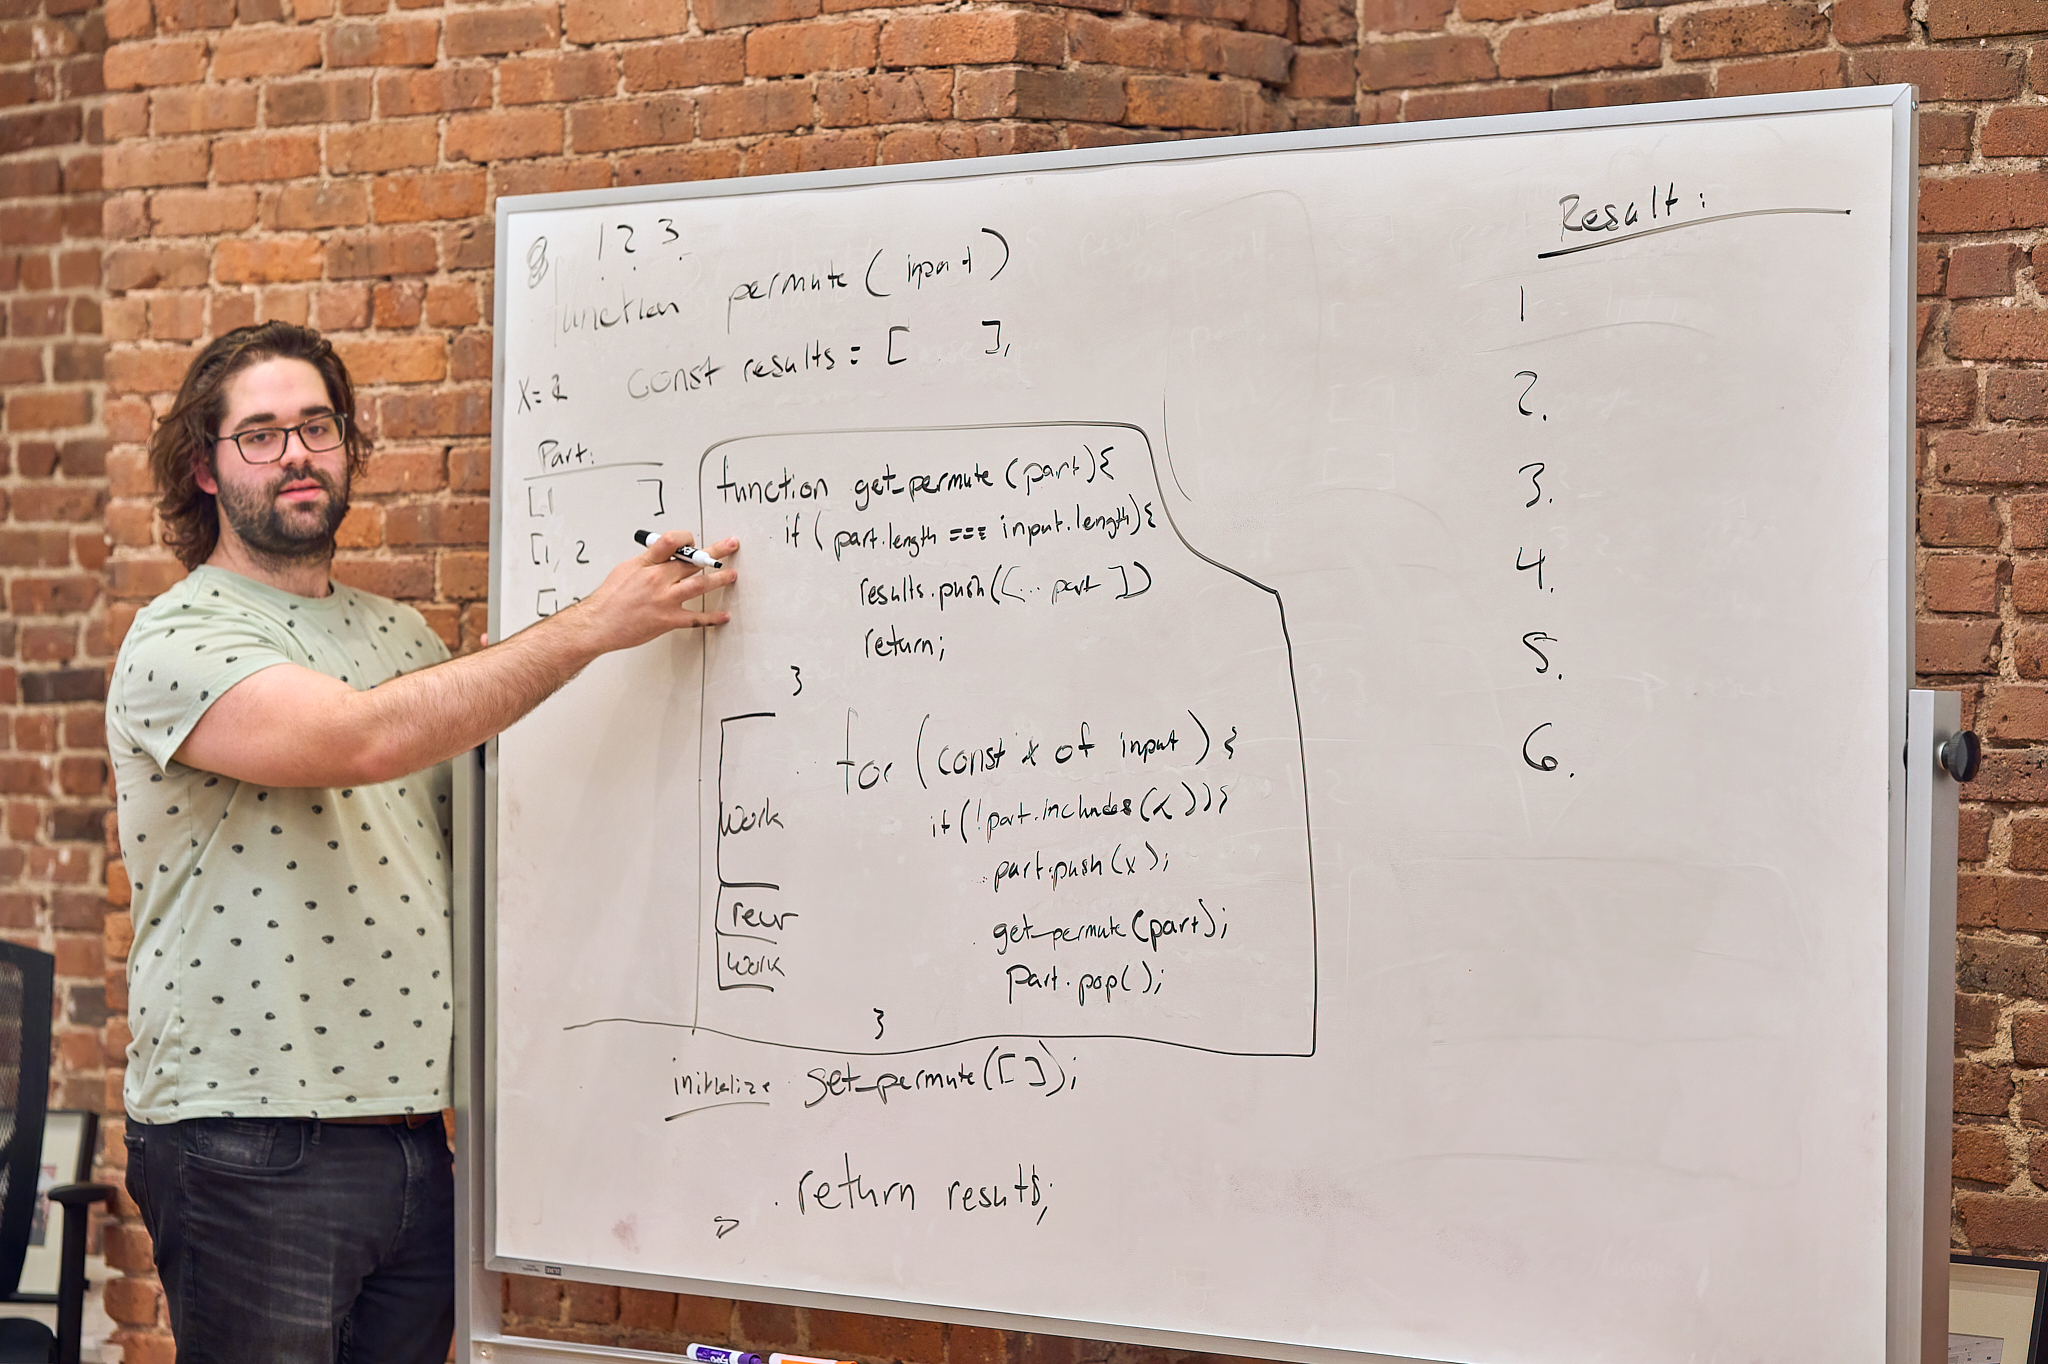 1 2 3
function permute ( input )
x = 2 const results = [ ],
Part:
[ 1 ]
[ 1, 2
[ 1,
function get_permute (part){
if ( part.length === input.length){
results.push([... part ])
return;
}
for ( const x of input ) {
if ( !part.includes(x)){
part.push(x);
get_permute(part);
part.pop();
}
work
recur
work
initialize get_permute([ ]);
return results;
Result:
1
2.
3.
4.
5.
6.